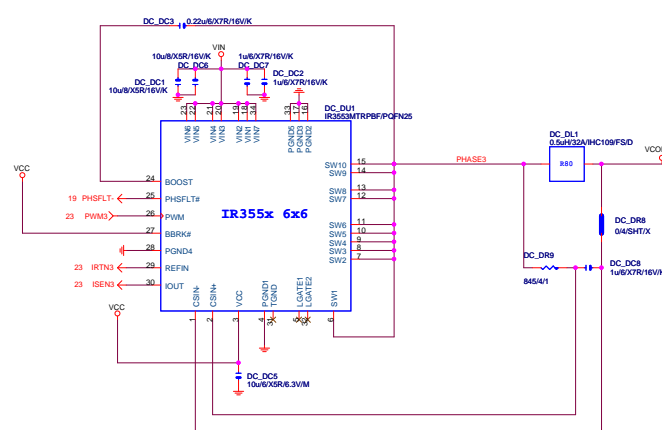 DC_DC3 0.22u/6/X7R/16V/K
VIN
10u/8/X5R/16V/K 1u/6/X7R/16V/K
DC_DC6 DC_DC7
DC_DC1
10u/8/X5R/16V/K
DC_DC2
1u/6/X7R/16V/K
DC_DU1
IR3553MTRPBF/PQFN25
23 22 21 20 19 18 34 33 17 16
VIN6 VIN5 VIN4 VIN3 VIN2 VIN1 VIN7 PGND5 PGND3 PGND2
DC_DL1
0.5uH/32A/IHC109/FS/D
R80
VCO
PHASE3
SW10 15
SW9 14
SW8 13
SW7 12
SW6 11
SW5 10
SW4 9
SW3 8
SW2 7
VCC
24 BOOST
19 PHSFLT- 25 PHSFLT#
23 PWM3 26 PWM
27 BBRK#
28 PGND4
23 IRTN3 29 REFIN
23 ISEN3 30 IOUT
IR355x 6x6
DC_DR8
0/4/SHT/X
DC_DR9
845/4/1
DC_DC8
1u/6/X7R/16V/
CSIN- CSIN+ VCC PGND1 TGND LGATE1 LGATE2 SW1
1 2 3 4 31 5 32 6
VCC
DC_DC5
10u/6/X5R/6.3V/M